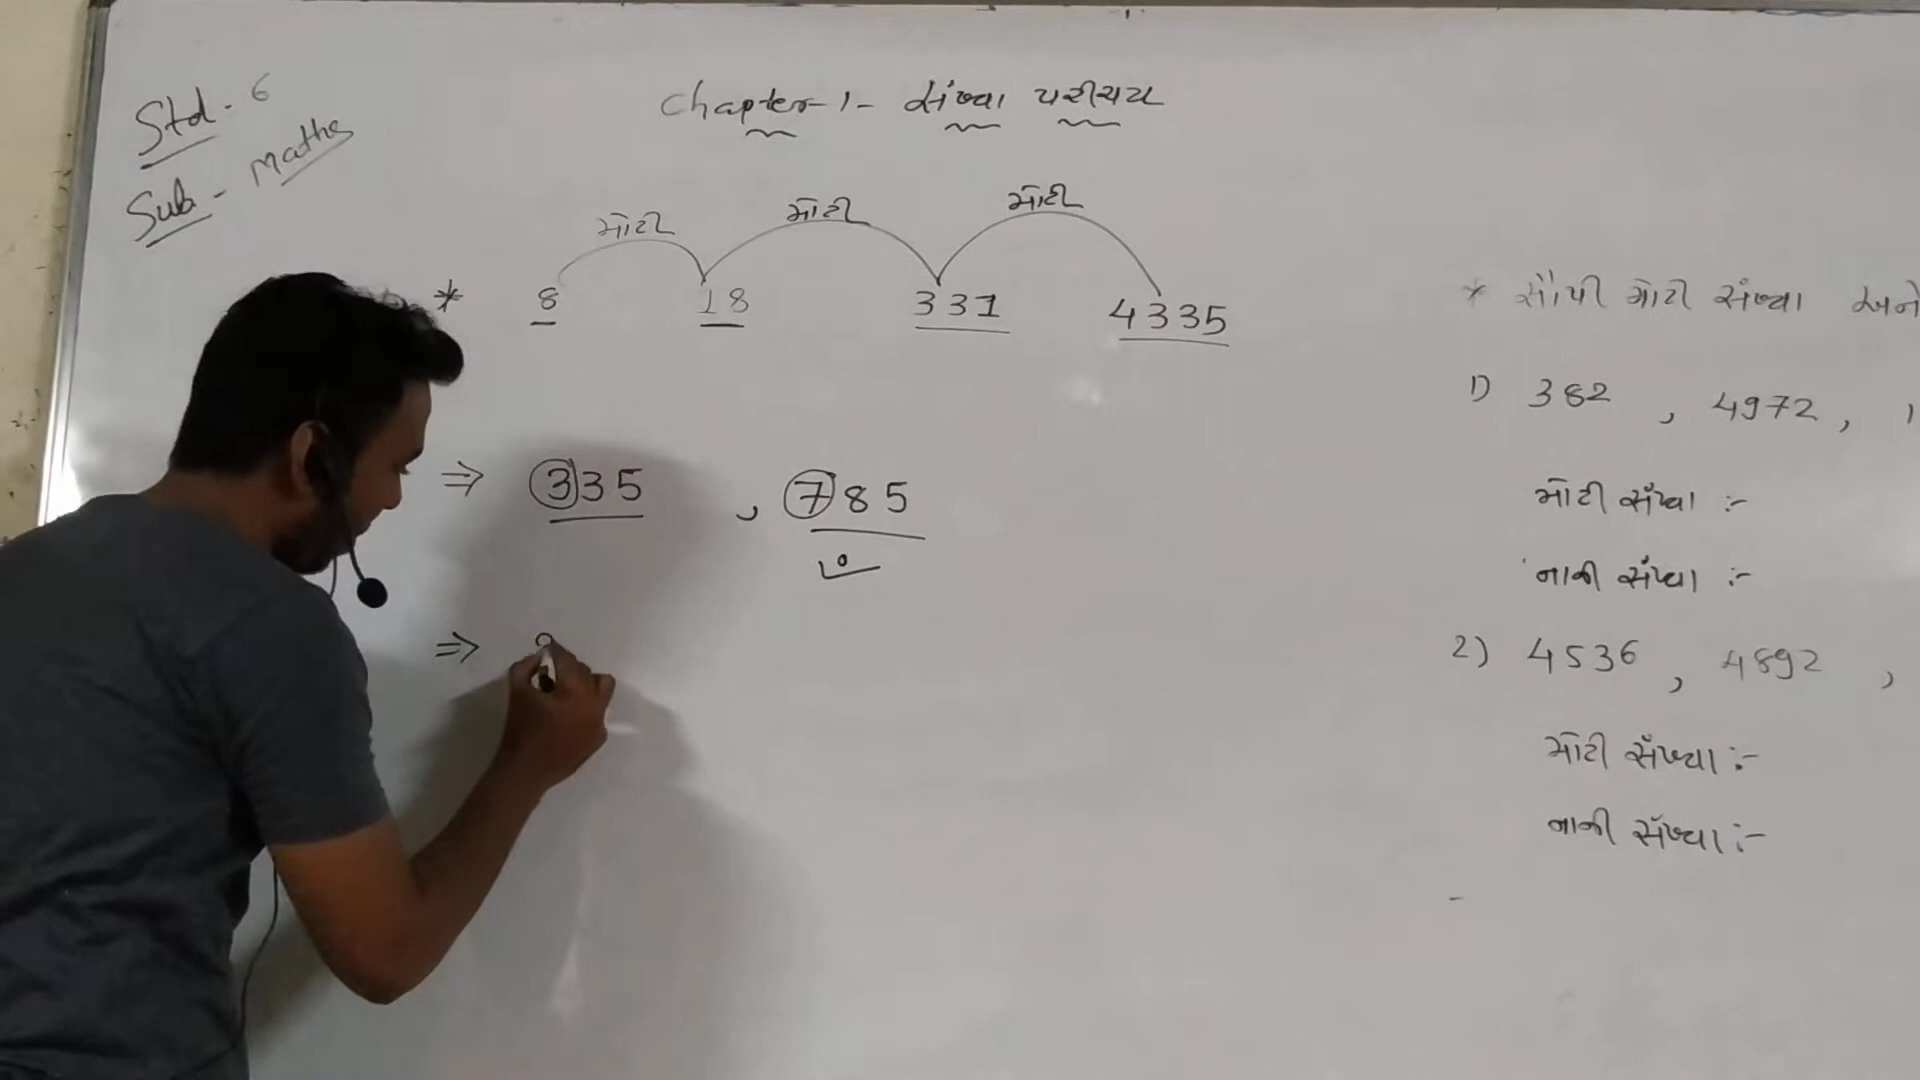 Std. 6
Sub - Maths
Chapter-1- સંખ્યા પરીચય
મોટી મોટી મોટી
* 8 18 331 4335
⇒ 335 , 785
⇒
* સૌથી મોટી સંખ્યા અને
1) 382 , 4972 , 1
મોટી સંખ્યા :-
નાની સંખ્યા :-
2) 4536 , 4892 ,
મોટી સંખ્યા :-
નાની સંખ્યા :-